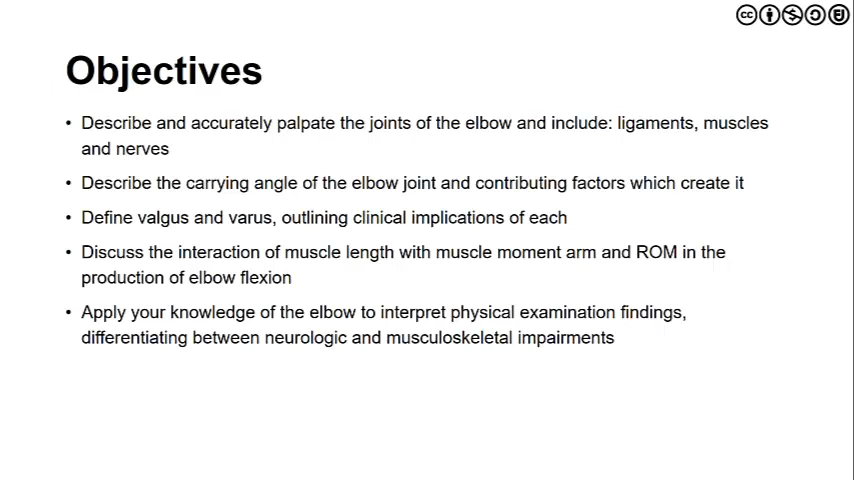 Objectives
• Describe and accurately palpate the joints of the elbow and include: ligaments, muscles
and nerves
• Describe the carrying angle of the elbow joint and contributing factors which create it
• Define valgus and varus, outlining clinical implications of each
• Discuss the interaction of muscle length with muscle moment arm and ROM in the
production of elbow flexion
• Apply your knowledge of the elbow to interpret physical examination findings,
differentiating between neurologic and musculoskeletal impairments